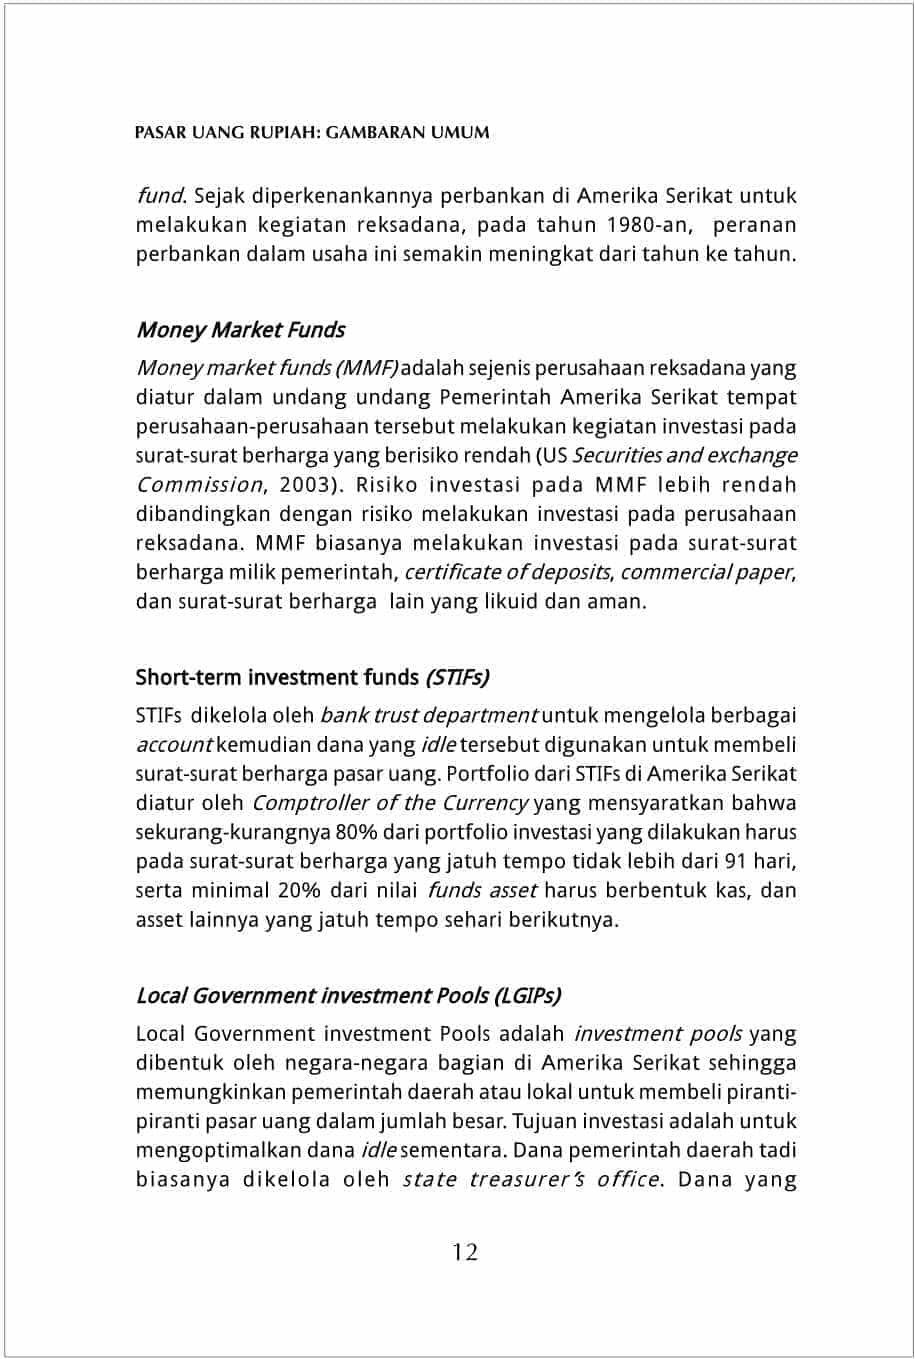 PASAR UANG RUPIAH: GAMBARAN UMUM
fund. Sejak diperkenankannya perbankan di Amerika Serikat untuk
melakukan kegiatan reksadana, pada tahun 1980-an, peranan
perbankan dalam usaha ini semakin meningkat dari tahun ke tahun.
Money Market Funds
Money market funds (MMF) adalah sejenis perusahaan reksadana yang
diatur dalam undang undang Pemerintah Amerika Serikat tempat
perusahaan-perusahaan tersebut melakukan kegiatan investasi pada
surat-surat berharga yang berisiko rendah (US Securities and exchange
Commission, 2003). Risiko investasi pada MMF lebih rendah
dibandingkan dengan risiko melakukan investasi pada perusahaan
reksadana. MMF biasanya melakukan investasi pada surat-surat
berharga milik pemerintah, certificate of deposits, commercial paper,
dan surat-surat berharga lain yang likuid dan aman.
Short-term investment funds (STIFs)
STIFs dikelola oleh bank trust department untuk mengelola berbagai
account kemudian dana yang idle tersebut digunakan untuk membeli
surat-surat berharga pasar uang. Portfolio dari STIFs di Amerika Serikat
diatur oleh Comptroller of the Currency yang mensyaratkan bahwa
sekurang-kurangnya 80% dari portfolio investasi yang dilakukan harus
pada surat-surat berharga yang jatuh tempo tidak lebih dari 91 hari,
serta minimal 20% dari nilai funds asset harus berbentuk kas, dan
asset lainnya yang jatuh tempo sehari berikutnya.
Local Government investment Pools (LGIPs)
Local Government investment Pools adalah investment pools yang
dibentuk oleh negara-negara bagian di Amerika Serikat sehingga
memungkinkan pemerintah daerah atau lokal untuk membeli piranti-
piranti pasar uang dalam jumlah besar. Tujuan investasi adalah untuk
mengoptimalkan dana idle sementara. Dana pemerintah daerah tadi
biasanya dikelola oleh state treasurer's office. Dana yang
12